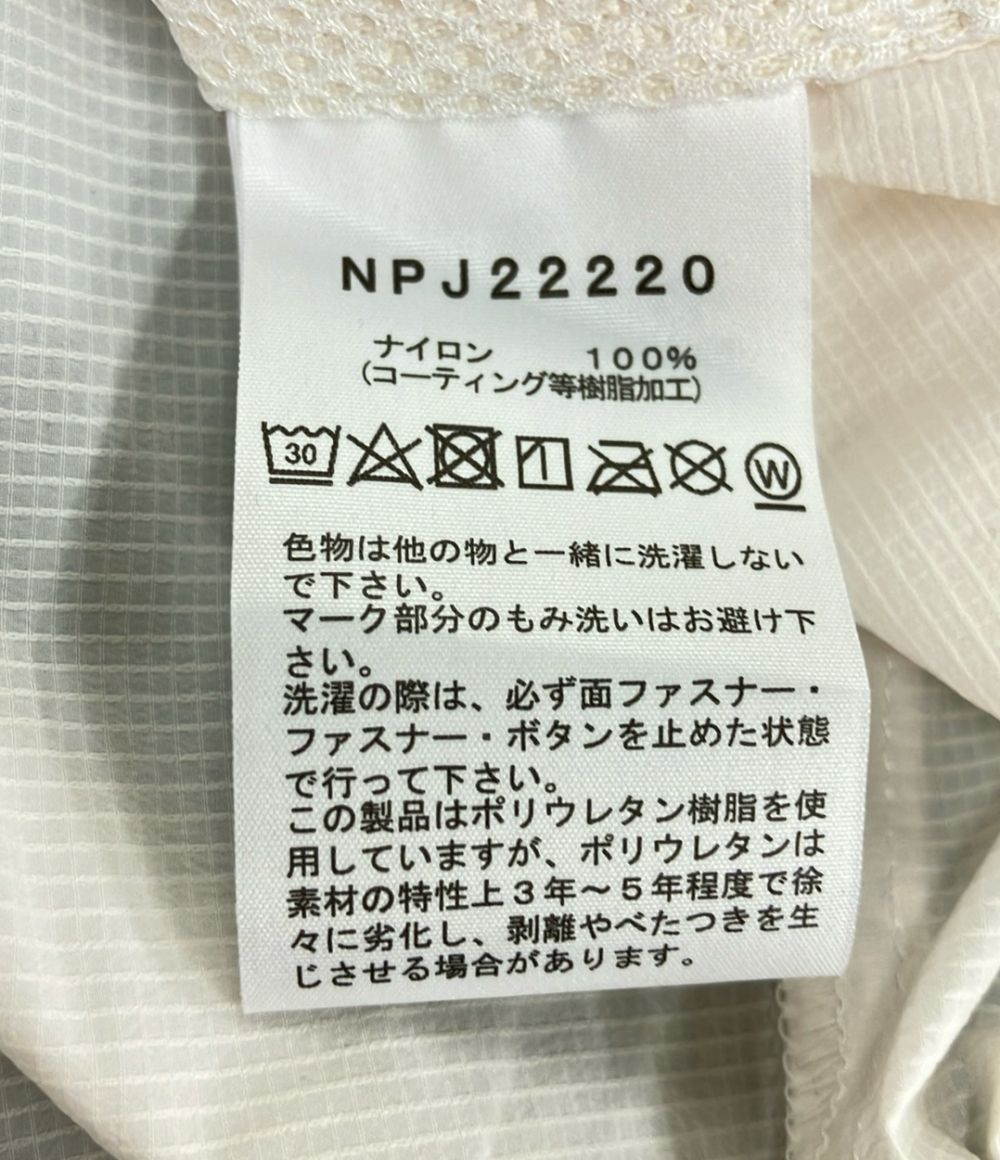 NPJ22220
ナイロン 100%
(コーティング等樹脂加工)
30 W
色物は他の物と一緒に洗濯しない
で下さい。
マーク部分のもみ洗いはお避け下
さい。
洗濯の際は、必ず面ファスナー・
ファスナー・ボタンを止めた状態
で行って下さい。
この製品はポリウレタン樹脂を使
用していますが、ポリウレタンは
素材の特性上3年～5年程度で徐
々に劣化し、剥離やべたつきを生
じさせる場合があります。